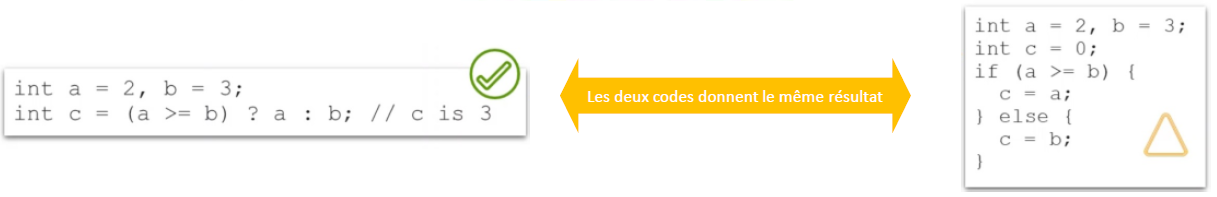 int a = 2, b = 3;
int c = (a >= b) ? a : b; // c is 3
Les deux codes donnent le même résultat
int a = 2, b = 3;
int c = 0;
if (a >= b) {
  c = a;
} else {
  c = b;
}